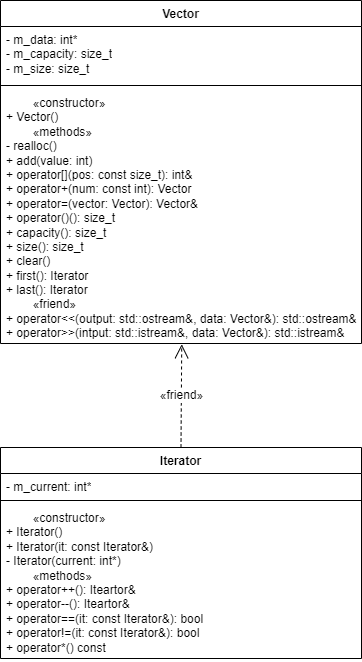 Vector
- m_data: int*
- m_capacity: size_t
- m_size: size_t
«constructor»
+ Vector()
«methods»
- realloc()
+ add(value: int)
+ operator[](pos: const size_t): int&
+ operator+(num: const int): Vector
+ operator=(vector: Vector): Vector&
+ operator()(): size_t
+ capacity(): size_t
+ size(): size_t
+ clear()
+ first(): Iterator
+ last(): Iterator
«friend»
+ operator<<(output: std::ostream&, data: Vector&): std::ostream&
+ operator>>(intput: std::istream&, data: Vector&): std::istream&
«friend»
Iterator
- m_current: int*
«constructor»
+ Iterator()
+ Iterator(it: const Iterator&)
- Iterator(current: int*)
«methods»
+ operator++(): Iteartor&
+ operator--(): Iteartor&
+ operator==(it: const Iterator&): bool
+ operator!=(it: const Iterator&): bool
+ operator*() const